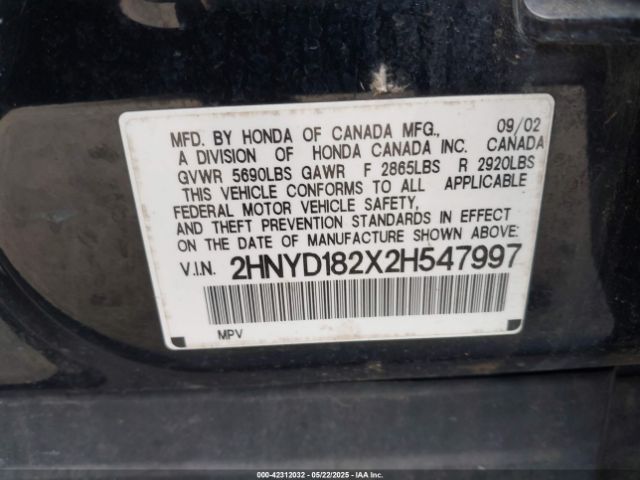 MFD. BY HONDA OF CANADA MFG., 09/02
A DIVISION OF HONDA CANADA INC. CANADA
GVWR 5690LBS GAWR F 2865LBS R 2920LBS
THIS VEHICLE CONFORMS TO ALL APPLICABLE
FEDERAL MOTOR VEHICLE SAFETY,
AND THEFT PREVENTION STANDARDS IN EFFECT
ON THE DATE OF MANUFACTURE SHOWN ABOVE:
V.I.N. 2HNYD182X2H547997
MPV
000-42312032 - 05/22/2025 - IAA Inc.